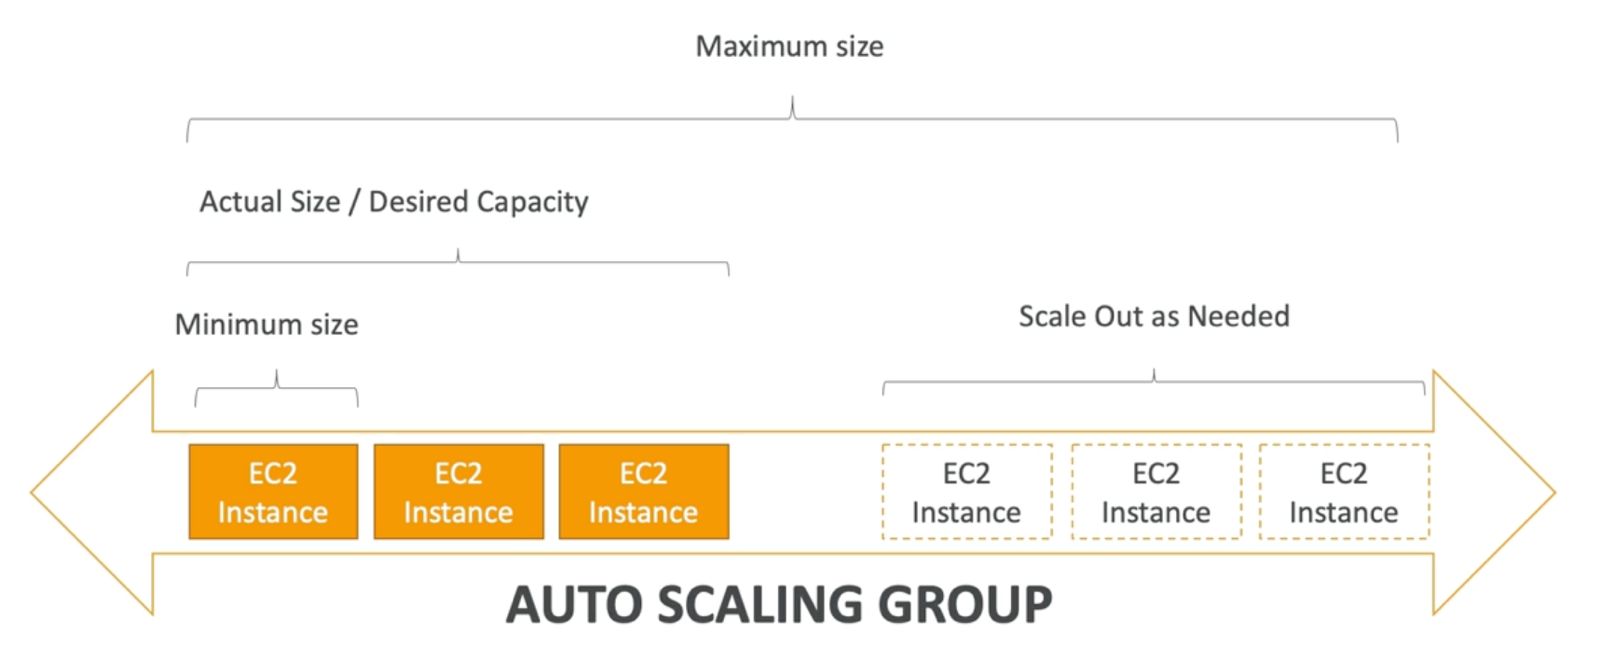 Maximum size
Actual Size / Desired Capacity
Minimum size
Scale Out as Needed
EC2
Instance
EC2
Instance
EC2
Instance
EC2
Instance
EC2
Instance
EC2
Instance
AUTO SCALING GROUP